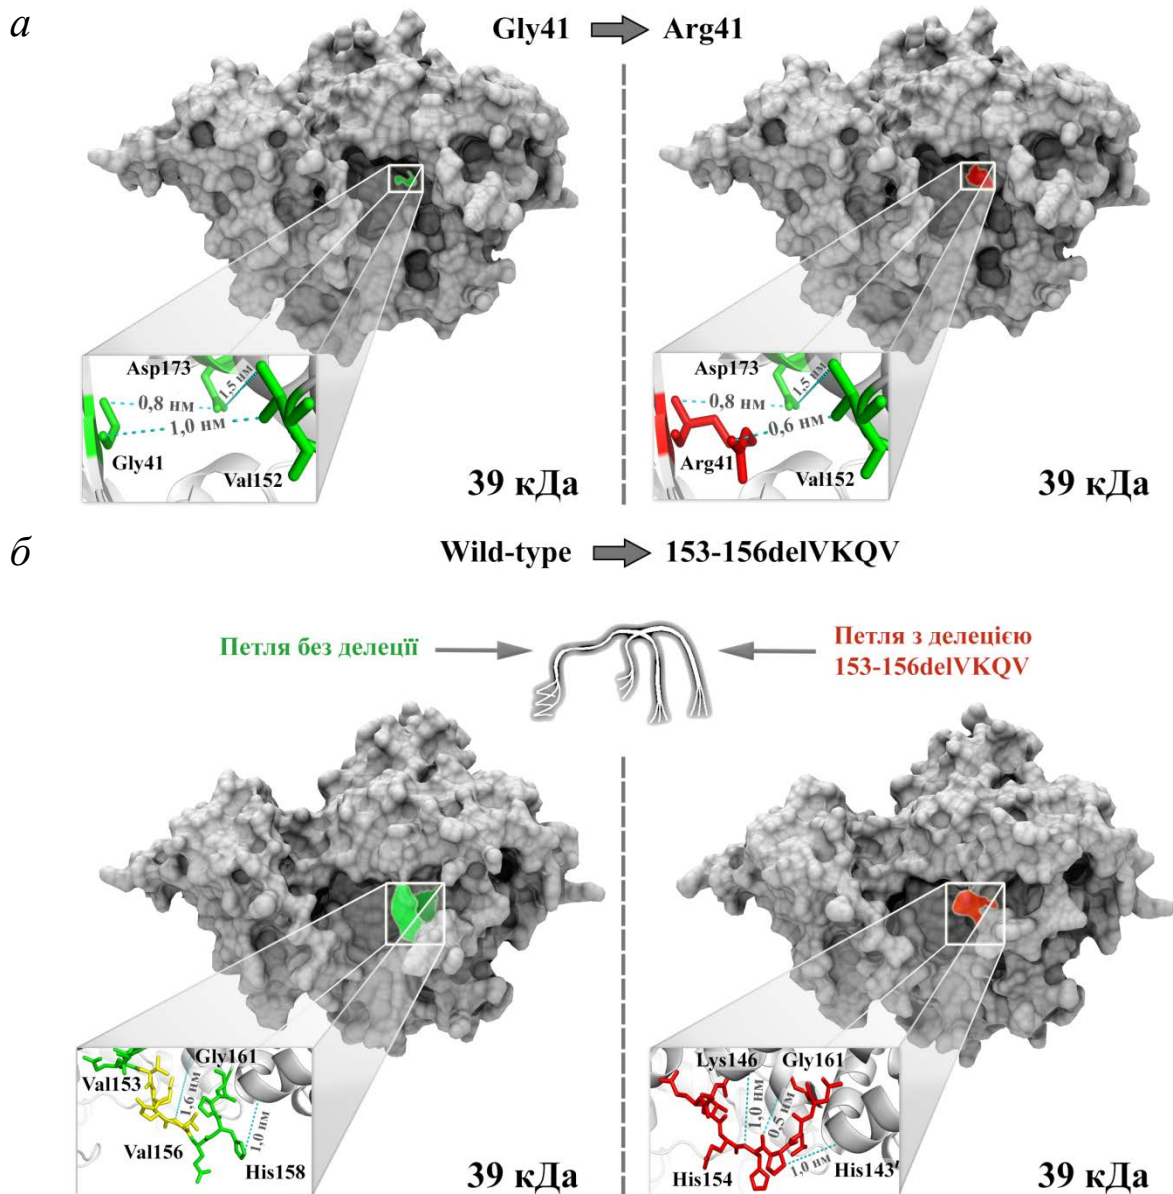 а
Gly41 Arg41
Asp173
1,5 нм
0,8 нм
1,0 нм
Gly41
Val152
39 кДа
Asp173
1,5 нм
0,8 нм
0,6 нм
Arg41
Val152
39 кДа
б
Wild-type 153-156delVKQV
Петля без делеції
Петля з делецією
153-156delVKQV
Gly161
Val153
1,6 нм
1,0 нм
Val156
His158
39 кДа
Lys146
Gly161
1,0 нм
0,5 нм
His154
1,0 нм
His143
39 кДа